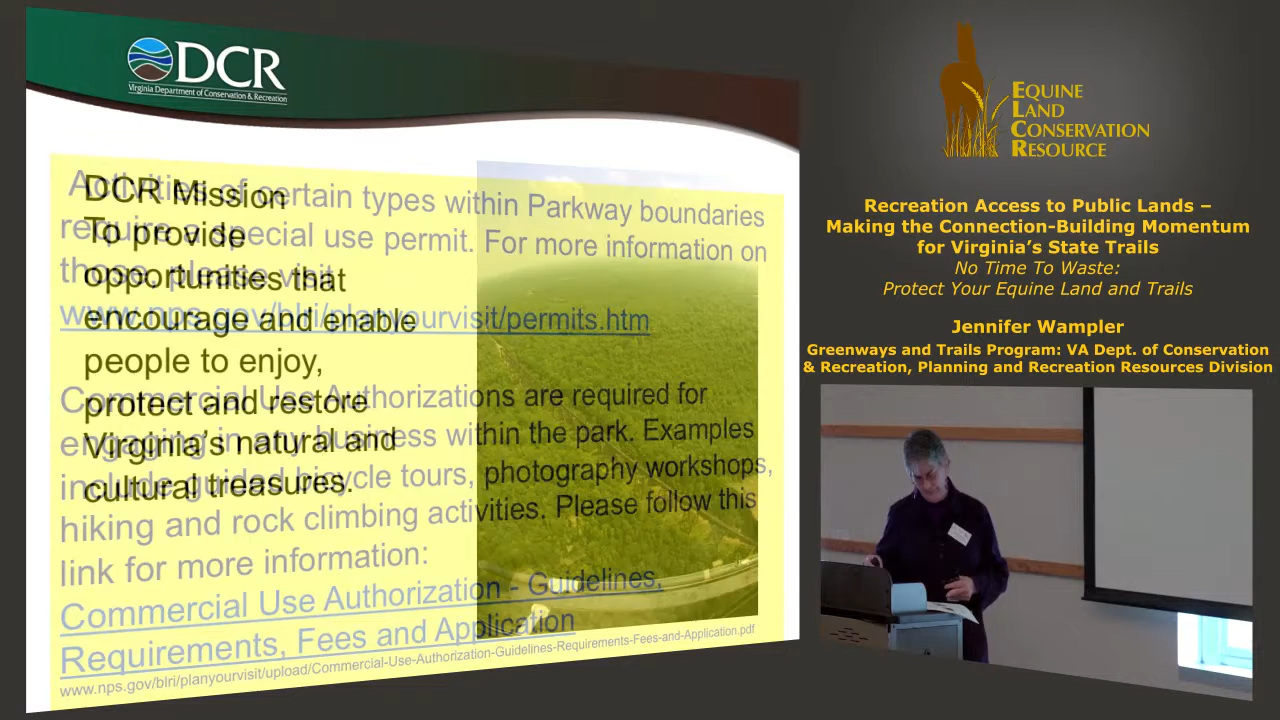 DCR
Virginia Department of Conservation & Recreation
DCR Mission
To provide
opportunities that
encourage and enable
people to enjoy,
protect and restore
Virginia's natural and
cultural treasures.
Activities of certain types within Parkway boundaries
require a special use permit. For more information on
those, please visit
www.nps.gov/blri/planyourvisit/permits.htm
Commercial Use Authorizations are required for
engaging in any business within the park. Examples
include guided bicycle tours, photography workshops,
hiking and rock climbing activities. Please follow this
link for more information:
Commercial Use Authorization - Guidelines,
Requirements, Fees and Application
www.nps.gov/blri/planyourvisit/upload/Commercial-Use-Authorization-Guidelines-Requirements-Fees-and-Application.pdf
EQUINE
LAND
CONSERVATION
RESOURCE
Recreation Access to Public Lands –
Making the Connection-Building Momentum
for Virginia's State Trails
No Time To Waste:
Protect Your Equine Land and Trails
Jennifer Wampler
Greenways and Trails Program: VA Dept. of Conservation
& Recreation, Planning and Recreation Resources Division